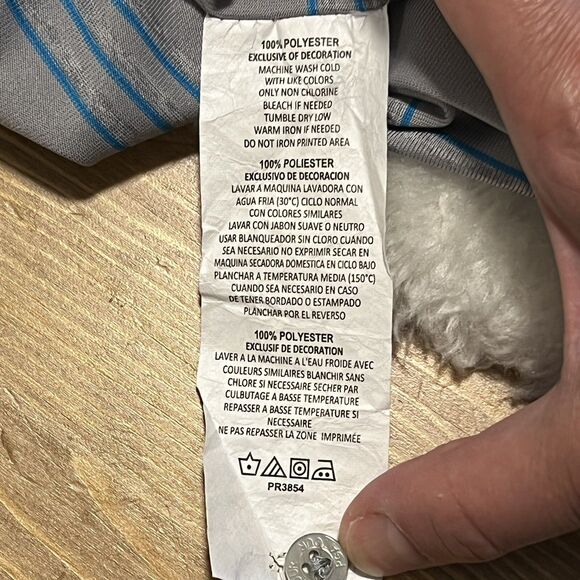 100% POLYESTER
EXCLUSIVE OF DECORATION
MACHINE WASH COLD
WITH LIKE COLORS
ONLY NON CHLORINE
BLEACH IF NEEDED
TUMBLE DRY LOW
WARM IRON IF NEEDED
DO NOT IRON PRINTED AREA
100% POLIESTER
EXCLUSIVO DE DECORACION
LAVAR A MAQUINA LAVADORA CON
AGUA FRIA (30°C) CICLO NORMAL
CON COLORES SIMILARES
LAVAR CON JABON SUAVE O NEUTRO
USAR BLANQUEADOR SIN CLORO CUANDO
SEA NECESARIO NO EXPRIMIR SECAR EN
MAQUINA SECADORA DOMESTICA EN CICLO BAJO
PLANCHAR A TEMPERATURA MEDIA (150°C)
CUANDO SEA NECESARIO EN CASO
DE TENER BORDADO O ESTAMPADO
PLANCHAR POR EL REVERSO
100% POLYESTER
EXCLUSIF DE DECORATION
LAVER A LA MACHINE A L'EAU FROIDE AVEC
COULEURS SIMILAIRES BLANCHIR SANS
CHLORE SI NECESSAIRE SECHER PAR
CULBUTAGE A BASSE TEMPERATURE
REPASSER A BASSE TEMPERATURE SI
NECESSAIRE
NE PAS REPASSER LA ZONE IMPRIMÉE
PR3854